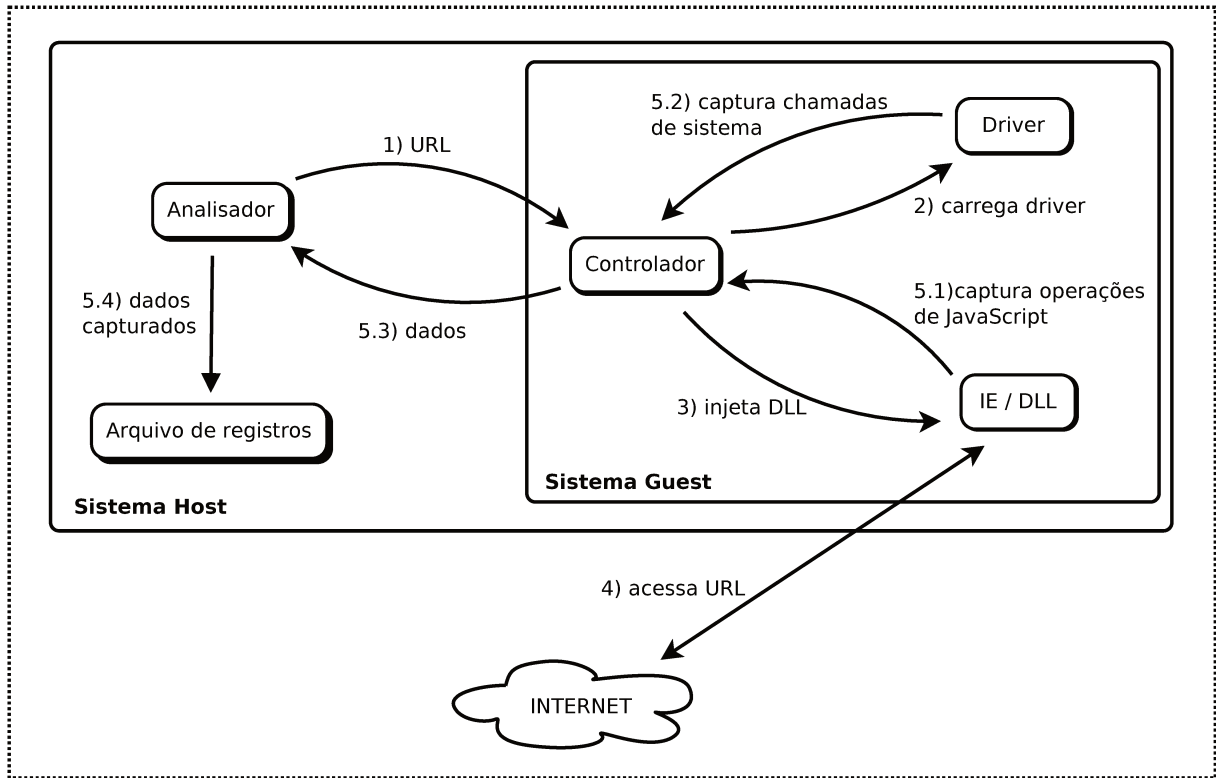 5.2) captura chamadas
de sistema
Driver
1) URL
Analisador
2) carrega driver
Controlador
5.4) dados
capturados
5.3) dados
5.1)captura operações
de JavaScript
3) injeta DLL
IE / DLL
Arquivo de registros
Sistema Guest
Sistema Host
4) acessa URL
INTERNET